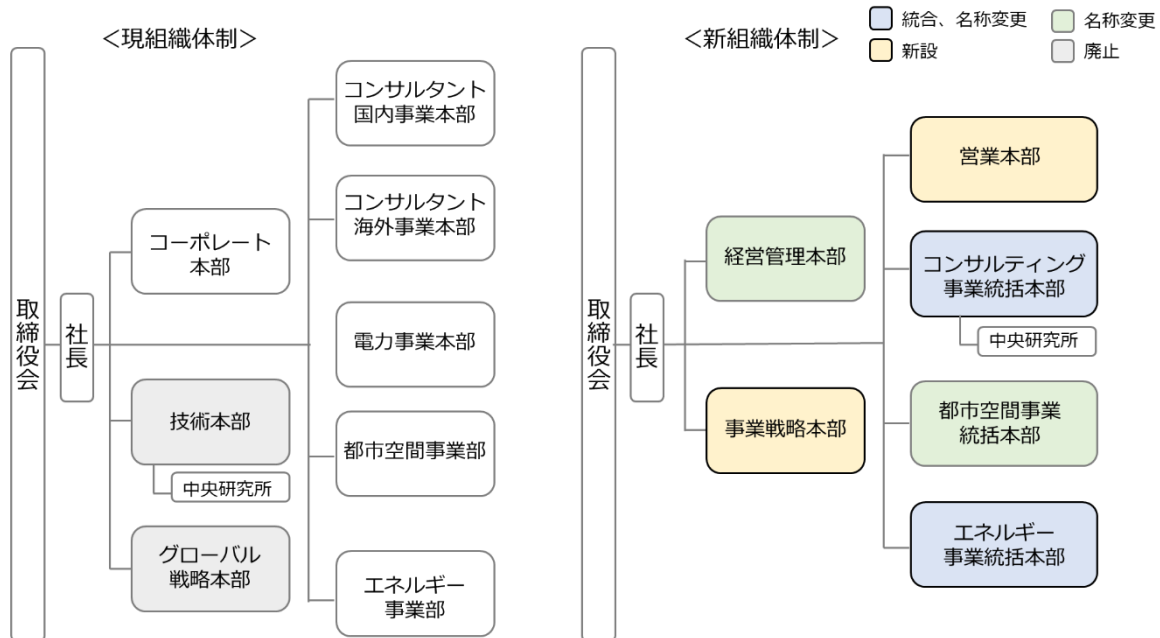 ＜現組織体制＞
取締役会
社長
コーポレート
本部
技術本部
中央研究所
グローバル
戦略本部
コンサルタント
国内事業本部
コンサルタント
海外事業本部
電力事業本部
都市空間事業部
エネルギー
事業部
＜新組織体制＞
統合、名称変更
名称変更
新設
廃止
取締役会
社長
経営管理本部
事業戦略本部
営業本部
コンサルティング
事業統括本部
中央研究所
都市空間事業
統括本部
エネルギー
事業統括本部